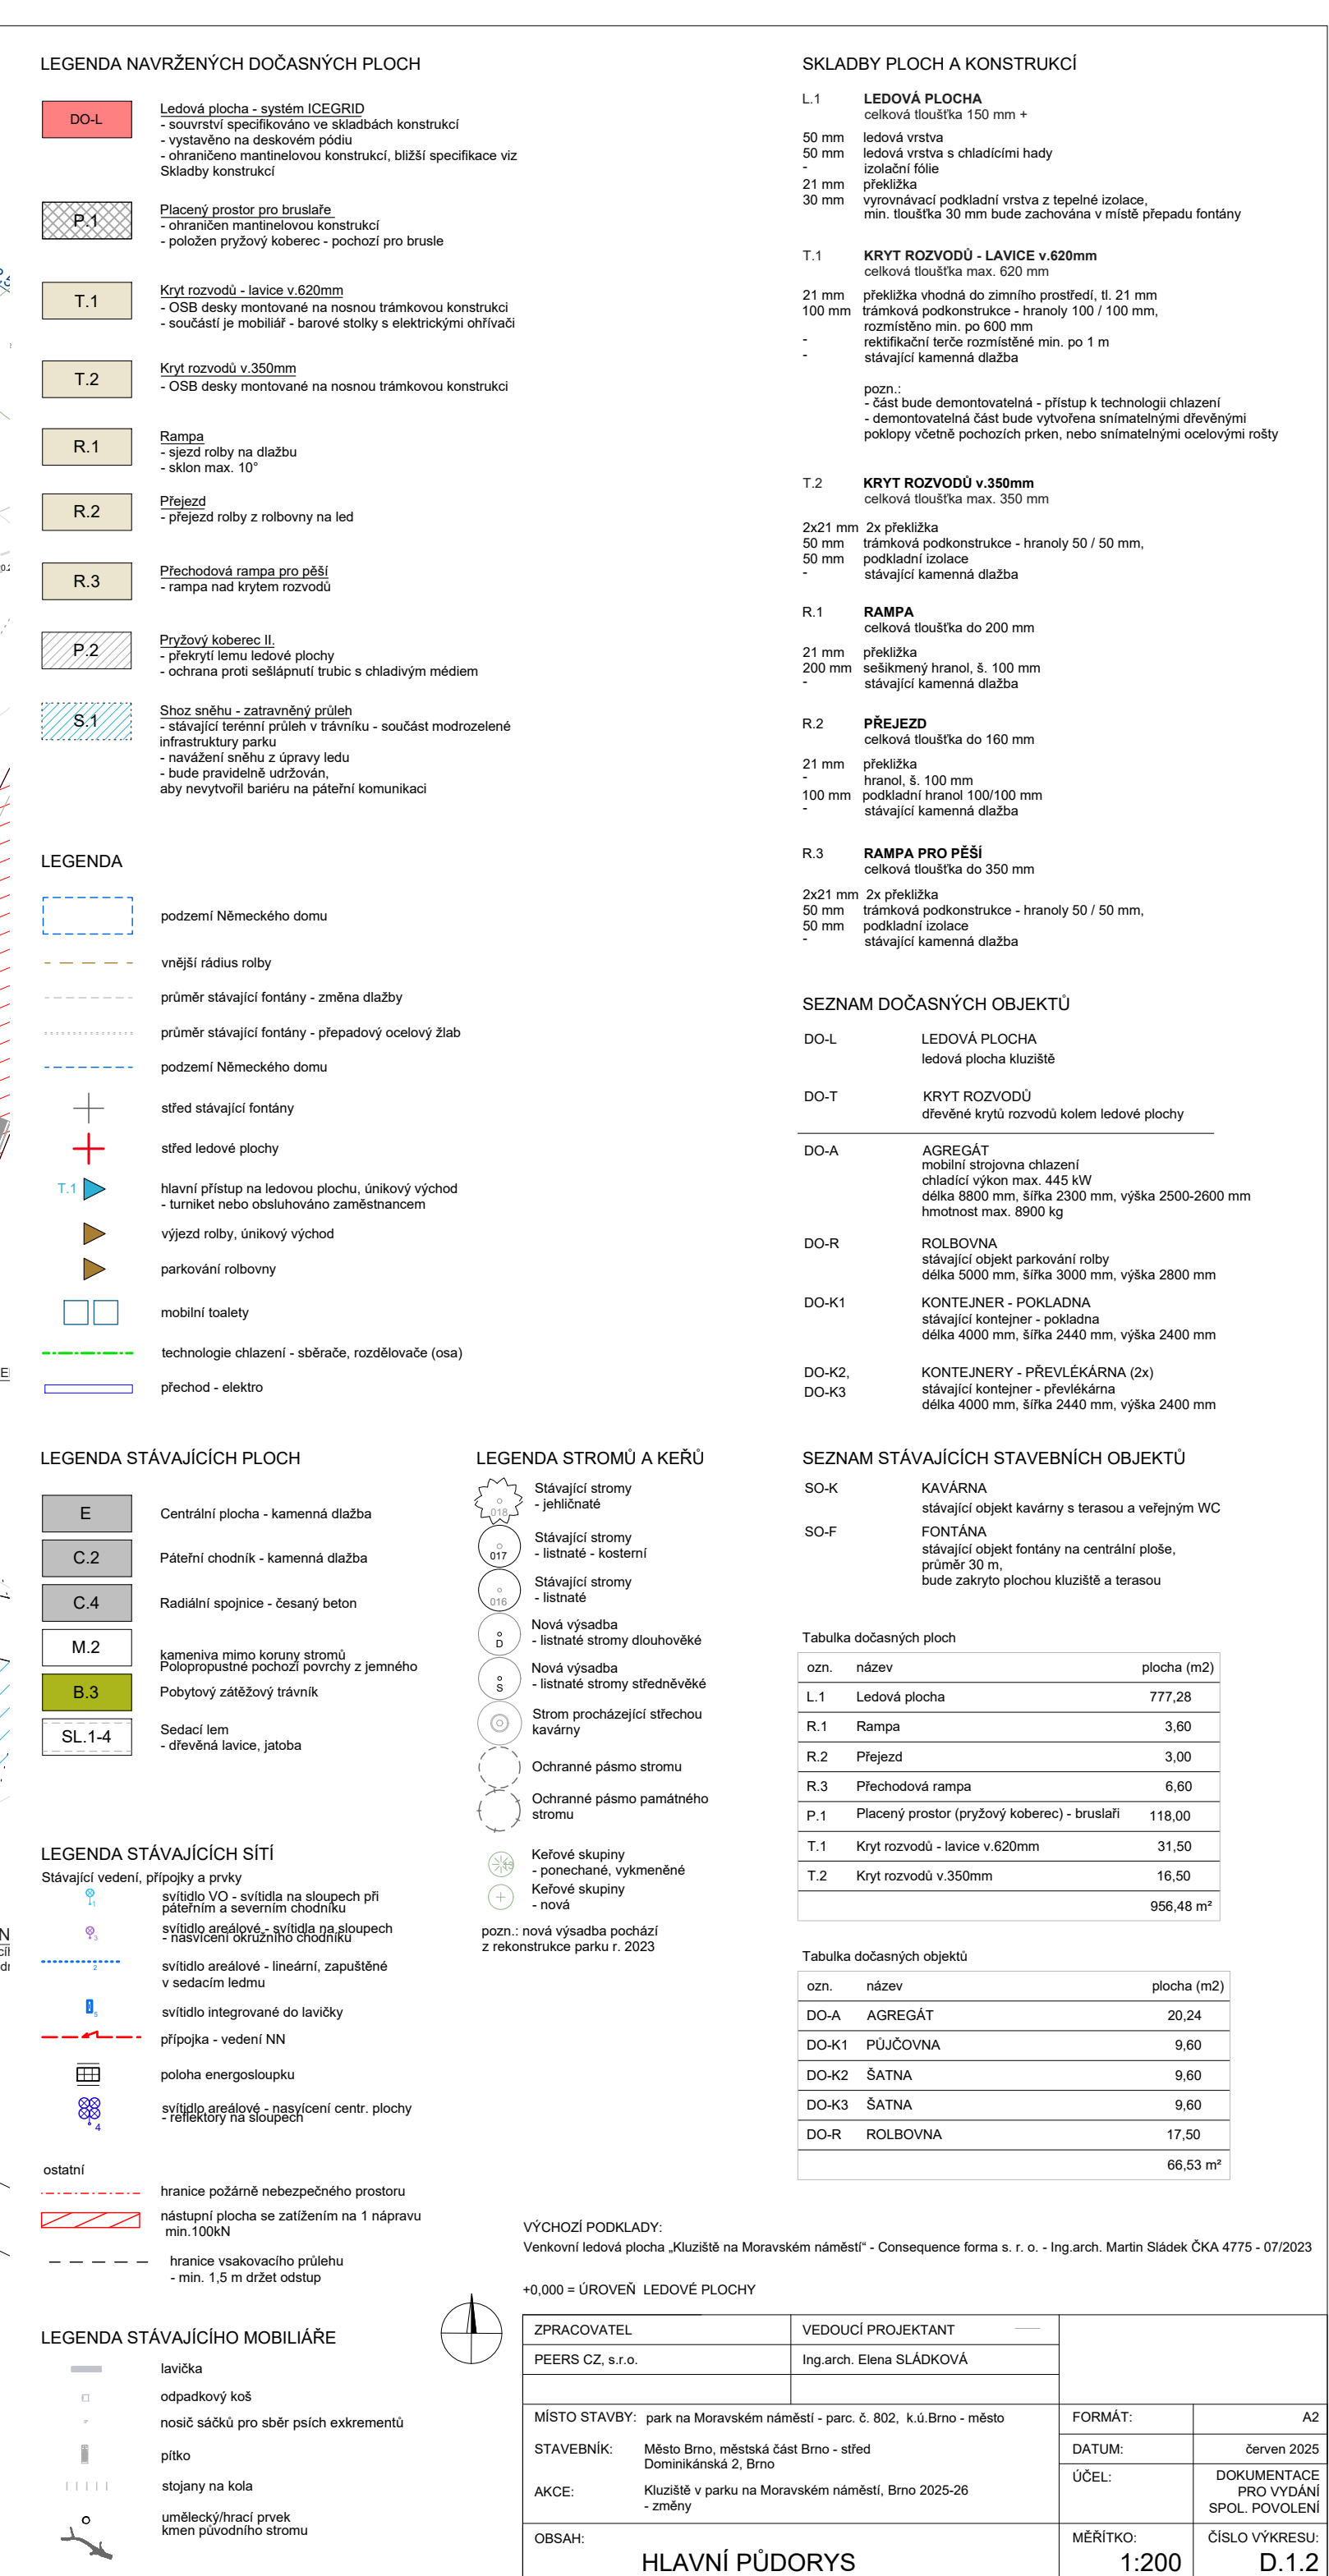 LEGENDA NAVRŽENÝCH DOČASNÝCH PLOCH
DO-L
Ledová plocha - systém ICEGRID
- souvrství specifikováno ve skladbách konstrukcí
- vystavěno na deskovém pódiu
- ohraničeno mantinelovou konstrukcí, bližší specifikace viz
Skladby konstrukcí
P.1
Placený prostor pro bruslaře
- ohraničen mantinelovou konstrukcí
- položen pryžový koberec - pochozí pro brusle
T.1
Kryt rozvodů - lavice v.620mm
- OSB desky montované na nosnou trámkovou konstrukci
- součástí je mobiliář - barové stolky s elektrickými ohřívači
T.2
Kryt rozvodů v.350mm
- OSB desky montované na nosnou trámkovou konstrukci
R.1
Rampa
- sjezd rolby na dlažbu
- sklon max. 10°
R.2
Přejezd
- přejezd rolby z rolbovny na led
R.3
Přechodová rampa pro pěší
- rampa nad krytem rozvodů
P.2
Pryžový koberec II.
- překrytí lemu ledové plochy
- ochrana proti sešlápnutí trubic s chladivým médiem
S.1
Shoz sněhu - zatravněný průleh
- stávající terénní průleh v trávníku - součást modrozelené
infrastruktury parku
- navážení sněhu z úpravy ledu
- bude pravidelně udržován,
aby nevytvořil bariéru na páteřní komunikaci
LEGENDA
podzemí Německého domu
vnější rádius rolby
průměr stávající fontány - změna dlažby
průměr stávající fontány - přepadový ocelový žlab
podzemí Německého domu
střed stávající fontány
střed ledové plochy
T.1
hlavní přístup na ledovou plochu, únikový východ
- turniket nebo obsluhováno zaměstnancem
výjezd rolby, únikový východ
parkování rolbovny
mobilní toalety
technologie chlazení - sběrače, rozdělovače (osa)
přechod - elektro
LEGENDA STÁVAJÍCÍCH PLOCH
E
Centrální plocha - kamenná dlažba
C.2
Páteřní chodník - kamenná dlažba
C.4
Radiální spojnice - česaný beton
M.2
kameniva mimo koruny stromů
Polopropustné pochozí povrchy z jemného
B.3
Pobytový zátěžový trávník
SL.1-4
Sedací lem
- dřevěná lavice, jatoba
LEGENDA STROMŮ A KEŘŮ
018
Stávající stromy
- jehličnaté
017
Stávající stromy
- listnaté - kosterní
016
Stávající stromy
- listnaté
D
Nová výsadba
- listnaté stromy dlouhověké
S
Nová výsadba
- listnaté stromy středněvěké
Strom procházející střechou
kavárny
Ochranné pásmo stromu
Ochranné pásmo památného
stromu
Keřové skupiny
- ponechané, vykmeněné
Keřové skupiny
- nová
pozn.: nová výsadba pochází
z rekonstrukce parku r. 2023
LEGENDA STÁVAJÍCÍCH SÍTÍ
Stávající vedení, přípojky a prvky
1
svítidlo VO - svítidla na sloupech při
páteřním a severním chodníku
3
svítidlo areálové - svítidla na sloupech
- nasvícení okružního chodníku
2
svítidlo areálové - lineární, zapuštěné
v sedacím ledmu
5
svítidlo integrované do lavičky
přípojka - vedení NN
poloha energosloupku
4
svítidlo areálové - nasvícení centr. plochy
- reflektory na sloupech
ostatní
hranice požárně nebezpečného prostoru
nástupní plocha se zatížením na 1 nápravu
min.100kN
hranice vsakovacího průlehu
- min. 1,5 m držet odstup
LEGENDA STÁVAJÍCÍHO MOBILIÁŘE
lavička
odpadkový koš
nosič sáčků pro sběr psích exkrementů
pítko
stojany na kola
umělecký/hrací prvek
kmen původního stromu
SKLADBY PLOCH A KONSTRUKCÍ
L.1 LEDOVÁ PLOCHA
celková tloušťka 150 mm +
50 mm ledová vrstva
50 mm ledová vrstva s chladícími hady
- izolační fólie
21 mm překližka
30 mm vyrovnávací podkladní vrstva z tepelné izolace,
min. tloušťka 30 mm bude zachována v místě přepadu fontány
T.1 KRYT ROZVODŮ - LAVICE v.620mm
celková tloušťka max. 620 mm
21 mm překližka vhodná do zimního prostředí, tl. 21 mm
100 mm trámková podkonstrukce - hranoly 100 / 100 mm,
rozmístěno min. po 600 mm
- rektifikační terče rozmístěné min. po 1 m
- stávající kamenná dlažba
pozn.:
- část bude demontovatelná - přístup k technologii chlazení
- demontovatelná část bude vytvořena snímatelnými dřevěnými
poklopy včetně pochozích prken, nebo snímatelnými ocelovými rošty
T.2 KRYT ROZVODŮ v.350mm
celková tloušťka max. 350 mm
2x21 mm 2x překližka
50 mm trámková podkonstrukce - hranoly 50 / 50 mm,
50 mm podkladní izolace
- stávající kamenná dlažba
R.1 RAMPA
celková tloušťka do 200 mm
21 mm překližka
200 mm sešikmený hranol, š. 100 mm
- stávající kamenná dlažba
R.2 PŘEJEZD
celková tloušťka do 160 mm
21 mm překližka
- hranol, š. 100 mm
100 mm podkladní hranol 100/100 mm
- stávající kamenná dlažba
R.3 RAMPA PRO PĚŠÍ
celková tloušťka do 350 mm
2x21 mm 2x překližka
50 mm trámková podkonstrukce - hranoly 50 / 50 mm,
50 mm podkladní izolace
- stávající kamenná dlažba
SEZNAM DOČASNÝCH OBJEKTŮ
DO-L LEDOVÁ PLOCHA
ledová plocha kluziště
DO-T KRYT ROZVODŮ
dřevěné krytů rozvodů kolem ledové plochy
DO-A AGREGÁT
mobilní strojovna chlazení
chladící výkon max. 445 kW
délka 8800 mm, šířka 2300 mm, výška 2500-2600 mm
hmotnost max. 8900 kg
DO-R ROLBOVNA
stávající objekt parkování rolby
délka 5000 mm, šířka 3000 mm, výška 2800 mm
DO-K1 KONTEJNER - POKLADNA
stávající kontejner - pokladna
délka 4000 mm, šířka 2440 mm, výška 2400 mm
DO-K2, KONTEJNERY - PŘEVLÉKÁRNA (2x)
DO-K3 stávající kontejner - převlékárna
délka 4000 mm, šířka 2440 mm, výška 2400 mm
SEZNAM STÁVAJÍCÍCH STAVEBNÍCH OBJEKTŮ
SO-K KAVÁRNA
stávající objekt kavárny s terasou a veřejným WC
SO-F FONTÁNA
stávající objekt fontány na centrální ploše,
průměr 30 m,
bude zakryto plochou kluziště a terasou
Tabulka dočasných ploch
ozn. název plocha (m2)
L.1 Ledová plocha 777,28
R.1 Rampa 3,60
R.2 Přejezd 3,00
R.3 Přechodová rampa 6,60
P.1 Placený prostor (pryžový koberec) - bruslaři 118,00
T.1 Kryt rozvodů - lavice v.620mm 31,50
T.2 Kryt rozvodů v.350mm 16,50
956,48 m²
Tabulka dočasných objektů
ozn. název plocha (m2)
DO-A AGREGÁT 20,24
DO-K1 PŮJČOVNA 9,60
DO-K2 ŠATNA 9,60
DO-K3 ŠATNA 9,60
DO-R ROLBOVNA 17,50
66,53 m²
VÝCHOZÍ PODKLADY:
Venkovní ledová plocha „Kluziště na Moravském náměstí“ - Consequence forma s. r. o. - Ing.arch. Martin Sládek ČKA 4775 - 07/2023
+0,000 = ÚROVEŇ LEDOVÉ PLOCHY
ZPRACOVATEL VEDOUCÍ PROJEKTANT
PEERS CZ, s.r.o. Ing.arch. Elena SLÁDKOVÁ
MÍSTO STAVBY: park na Moravském náměstí - parc. č. 802, k.ú.Brno - město
STAVEBNÍK: Město Brno, městská část Brno - střed
Dominikánská 2, Brno
AKCE: Kluziště v parku na Moravském náměstí, Brno 2025-26
- změny
FORMÁT: A2
DATUM: červen 2025
ÚČEL: DOKUMENTACE
PRO VYDÁNÍ
SPOL. POVOLENÍ
OBSAH:
HLAVNÍ PŮDORYS
MĚŘÍTKO:
1:200
ČÍSLO VÝKRESU:
D.1.2